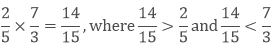 2/5 × 7/3 = 14/15, where 14/15 > 2/5 and 14/15 < 7/3